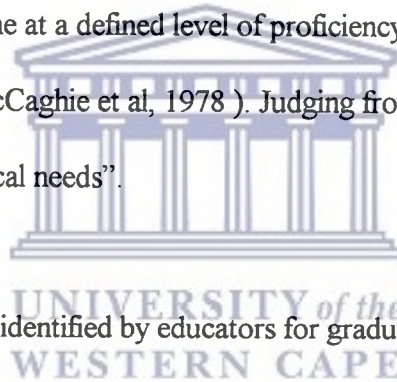 ne at a defined level of proficiency,
cCaghie et al, 1978 ). Judging fro
cal needs".
UNIVERSITY of the
identified by educators for gradu
WESTERN CAPE